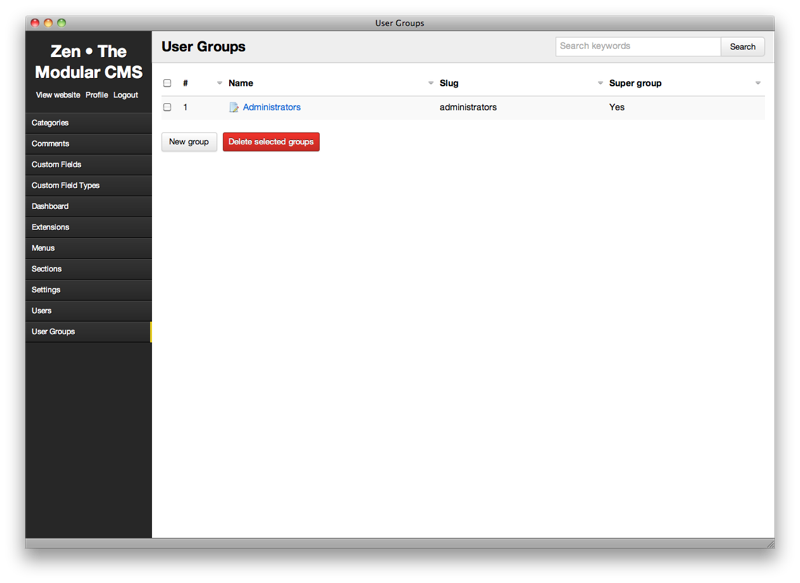 User Groups
Zen • The
Modular CMS
View website Profile Logout
Categories
Comments
Custom Fields
Custom Field Types
Dashboard
Extensions
Menus
Sections
Settings
Users
User Groups
User Groups
Search keywords Search
# Name Slug Super group
1 Administrators administrators Yes
New group Delete selected groups